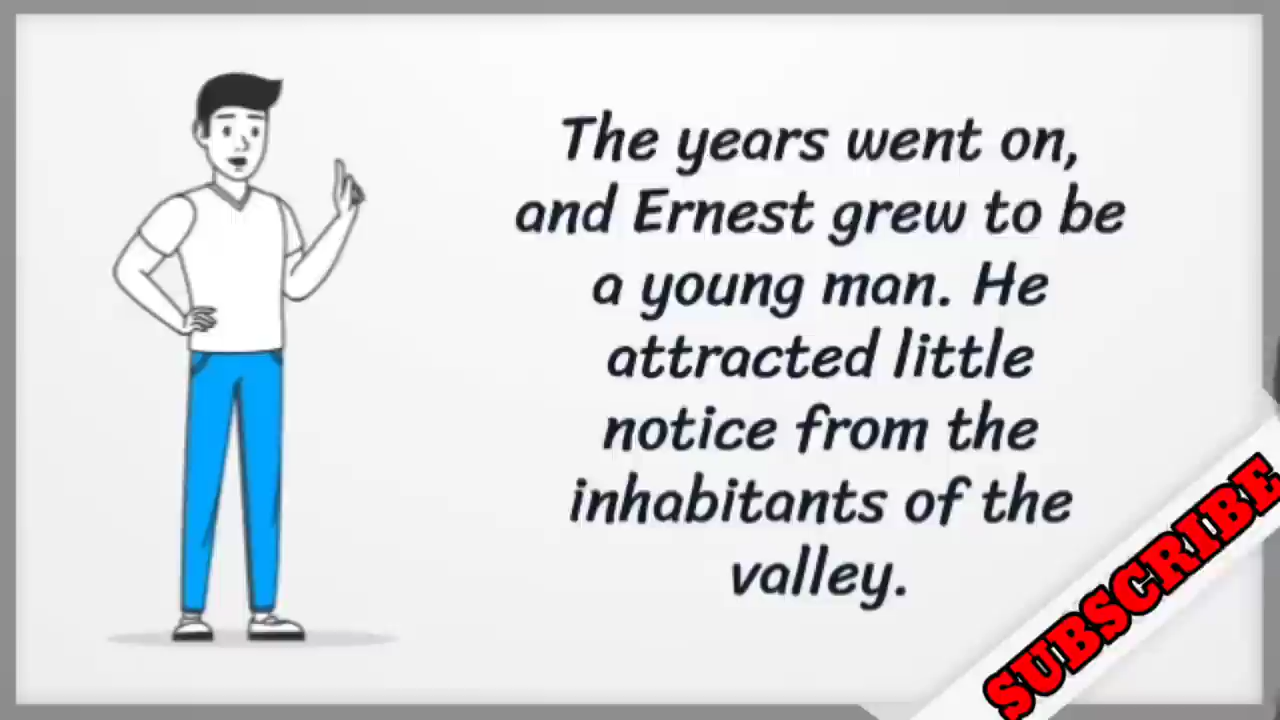 The years went on,
and Ernest grew to be
a young man. He
attracted little
notice from the
inhabitants of the
valley.
SUBSCRIBE